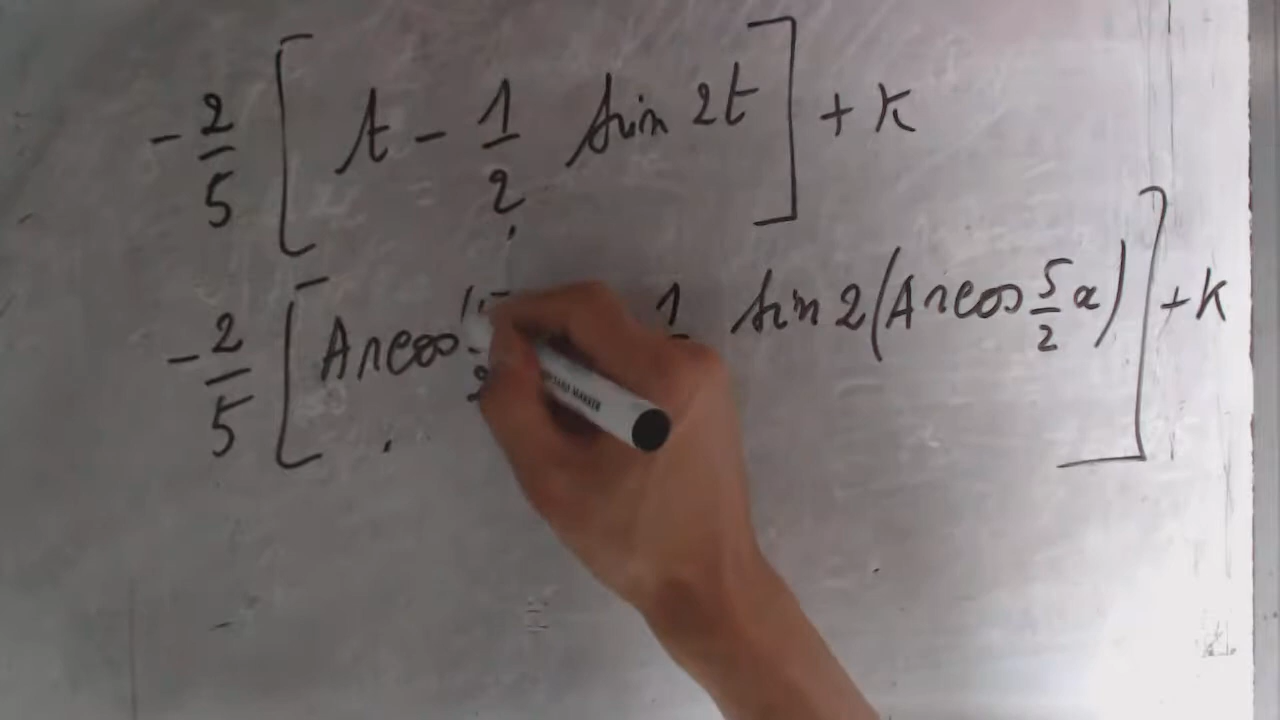 - 2/5 [ t - 1/2 sin 2t ] + k
- 2/5 [ Arccos 1/ sin 2(Arccos 5/2 x) ] + k